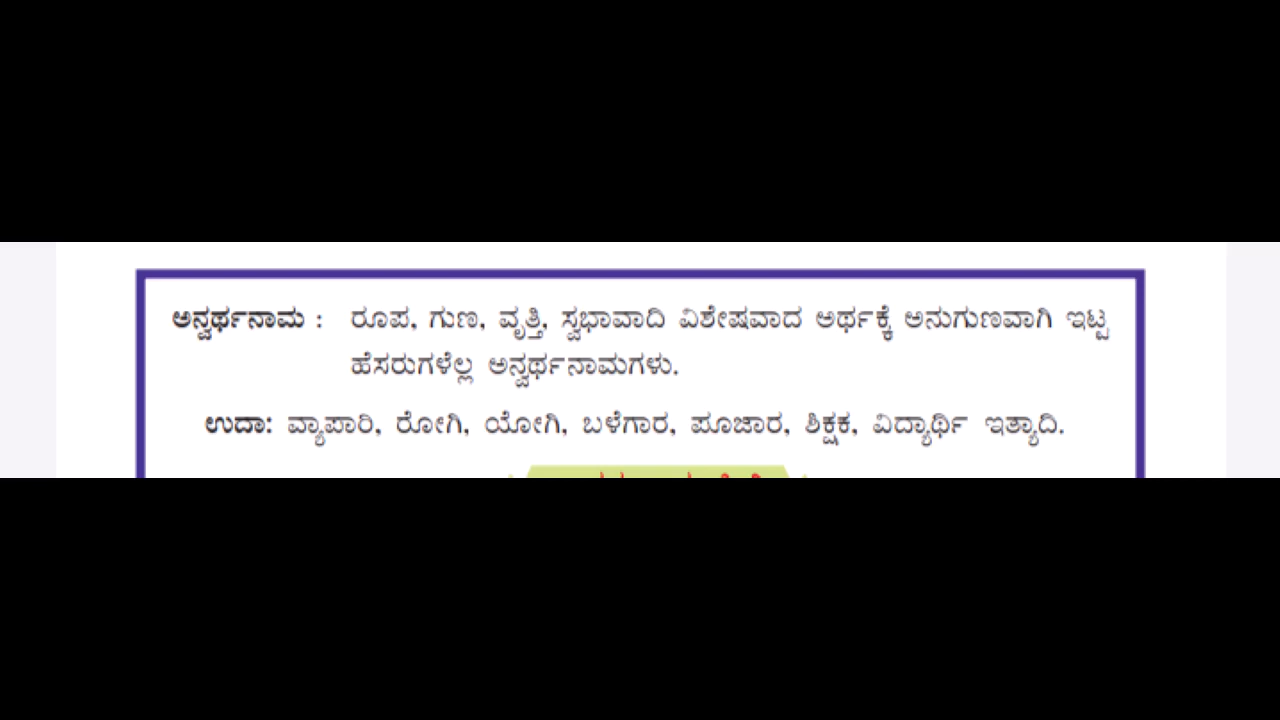 ಅನ್ವರ್ಥನಾಮ : ರೂಪ, ಗುಣ, ವೃತ್ತಿ, ಸ್ವಭಾವಾದಿ ವಿಶೇಷವಾದ ಅರ್ಥಕ್ಕೆ ಅನುಗುಣವಾಗಿ ಇಟ್ಟ
ಹೆಸರುಗಳೆಲ್ಲ ಅನ್ವರ್ಥನಾಮಗಳು.
ಉದಾ: ವ್ಯಾಪಾರಿ, ರೋಗಿ, ಯೋಗಿ, ಬಳೆಗಾರ, ಪೂಜಾರ, ಶಿಕ್ಷಕ, ವಿದ್ಯಾರ್ಥಿ ಇತ್ಯಾದಿ.